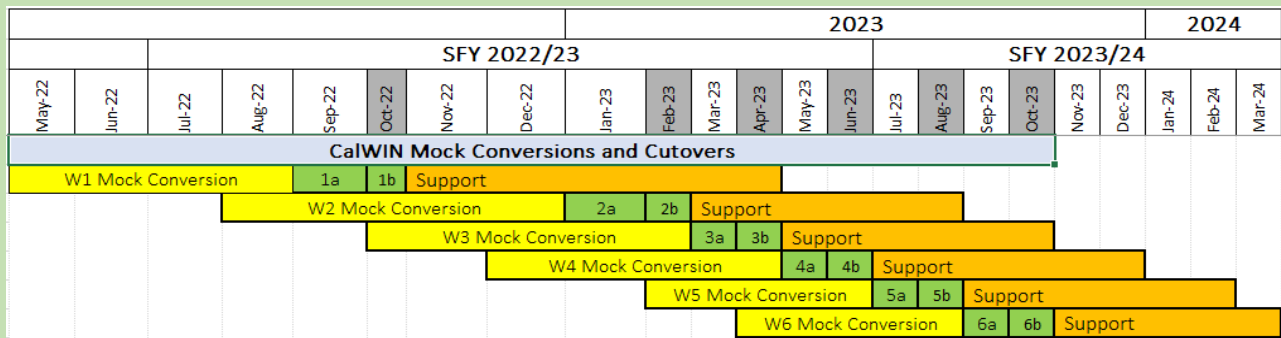 2023 2024
SFY 2022/23 SFY 2023/24
May-22 Jun-22 Jul-22 Aug-22 Sep-22 Oct-22 Nov-22 Dec-22 Jan-23 Feb-23 Mar-23 Apr-23 May-23 Jun-23 Jul-23 Aug-23 Sep-23 Oct-23 Nov-23 Dec-23 Jan-24 Feb-24 Mar-24
CalWIN Mock Conversions and Cutovers
W1 Mock Conversion 1a 1b Support
W2 Mock Conversion 2a 2b Support
W3 Mock Conversion 3a 3b Support
W4 Mock Conversion 4a 4b Support
W5 Mock Conversion 5a 5b Support
W6 Mock Conversion 6a 6b Support